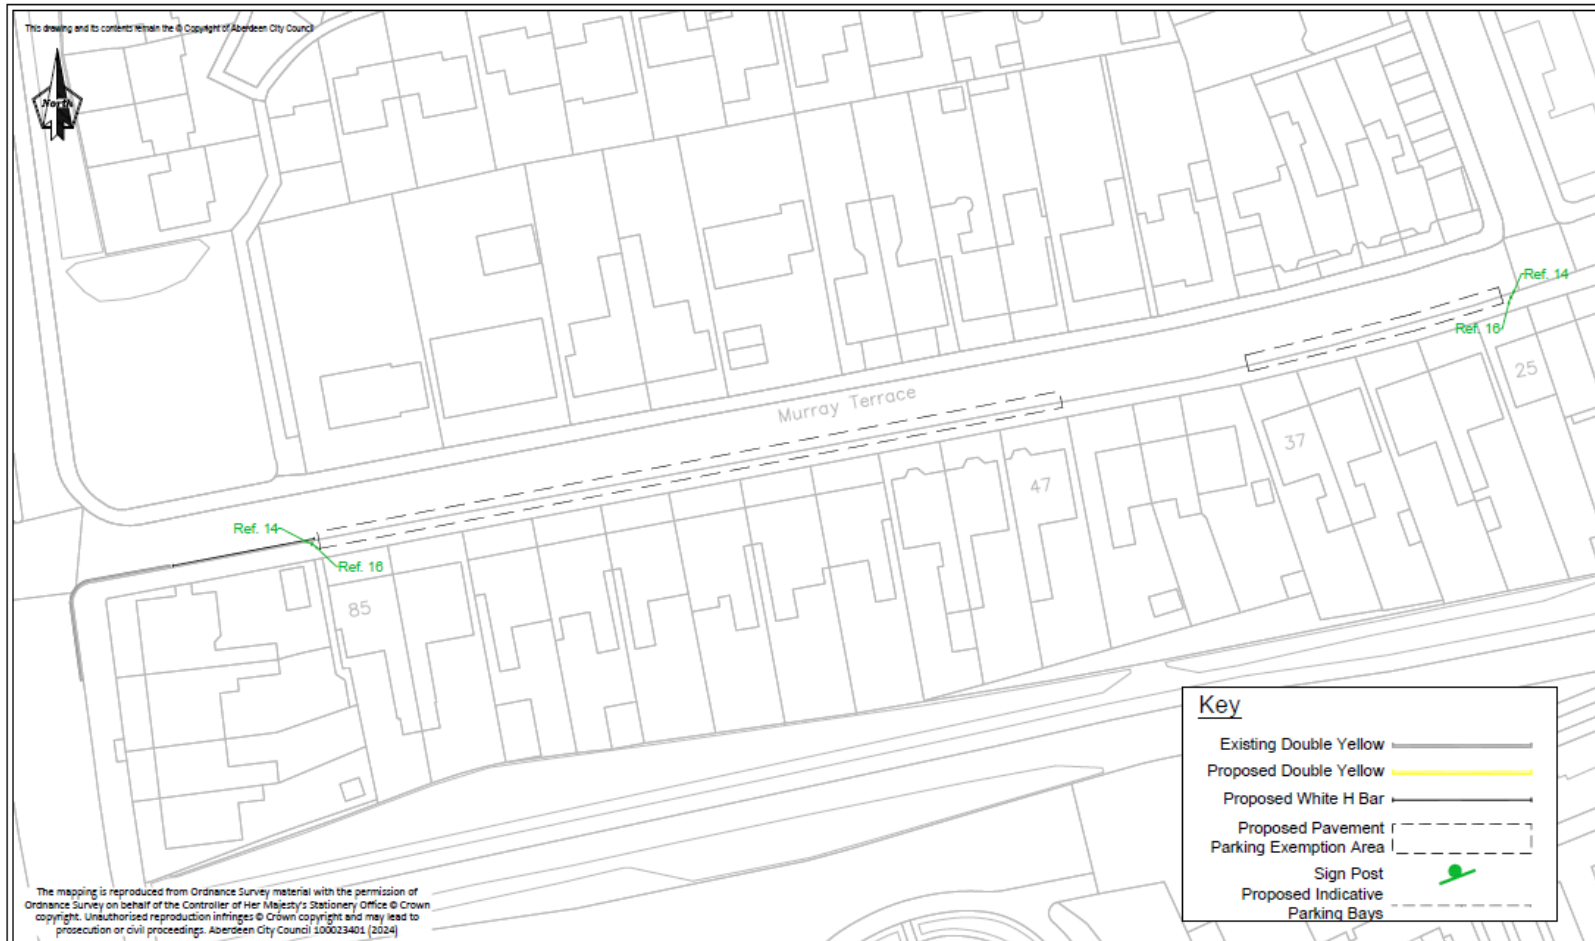 This drawing and its contents remain the © Copyright of Aberdeen City Council
North
Ref. 14
Ref. 16
25
Murray Terrace
37
47
Ref. 14
Ref. 16
85
Key
Existing Double Yellow
Proposed Double Yellow
Proposed White H Bar
Proposed Pavement
Parking Exemption Area
Sign Post
Proposed Indicative
Parking Bays
The mapping is reproduced from Ordnance Survey material with the permission of
Ordnance Survey on behalf of the Controller of Her Majesty's Stationery Office © Crown
copyright. Unauthorised reproduction infringes © Crown copyright and may lead to
prosecution or civil proceedings. Aberdeen City Council 100023401 (2024)